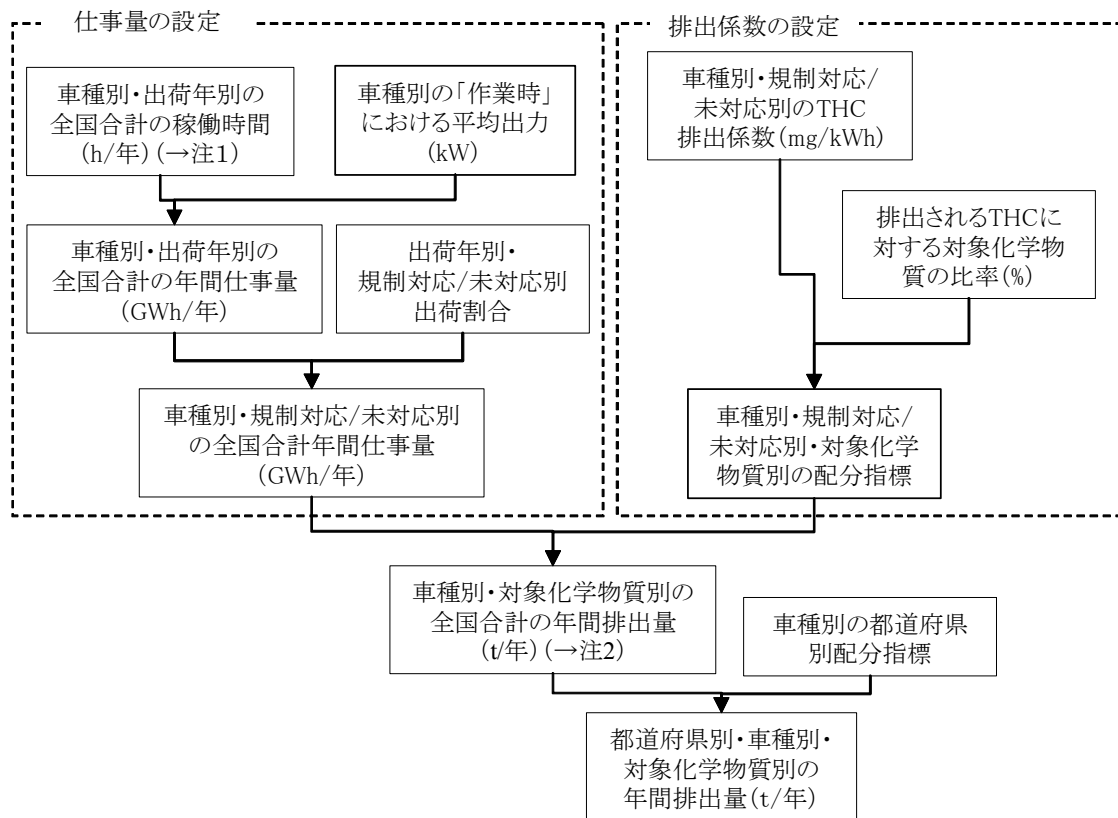 仕事量の設定
車種別・出荷年別の
全国合計の稼働時間
(h/年)(→注1)
車種別の「作業時」
における平均出力
(kW)
車種別・出荷年別の
全国合計の年間仕事量
(GWh/年)
出荷年別・
規制対応/未対応別
出荷割合
車種別・規制対応/未対応別
の全国合計年間仕事量
(GWh/年)
排出係数の設定
車種別・規制対応/
未対応別のTHC
排出係数(mg/kWh)
排出されるTHCに
対する対象化学物
質の比率(%)
車種別・規制対応/
未対応別・対象化学
物質別の配分指標
車種別・対象化学物質別の
全国合計の年間排出量
(t/年)(→注2)
車種別の都道府県
別配分指標
都道府県別・車種別・
対象化学物質別の
年間排出量(t/年)